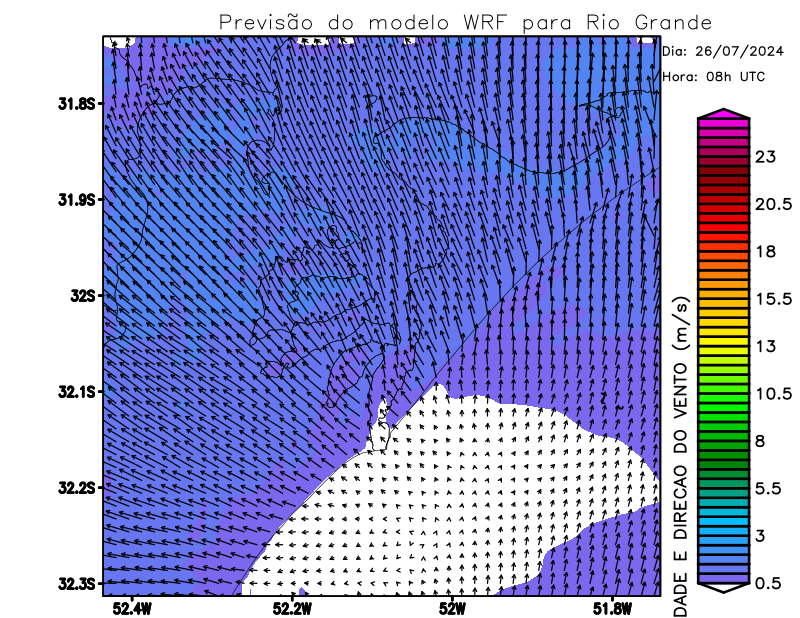 Previsão do modelo WRF para Rio Grande
Dia: 26/07/2024
Hora: 08h UTC
31.8S
31.9S
32S
32.1S
32.2S
32.3S
52.4W
52.2W
52W
51.8W
23
20.5
18
15.5
13
10.5
8
5.5
3
0.5
DADE E DIRECAO DO VENTO (m/s)